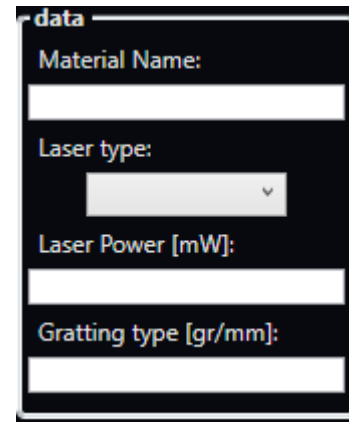 data
Material Name:
Laser type:
Laser Power [mW]:
Gratting type [gr/mm]: